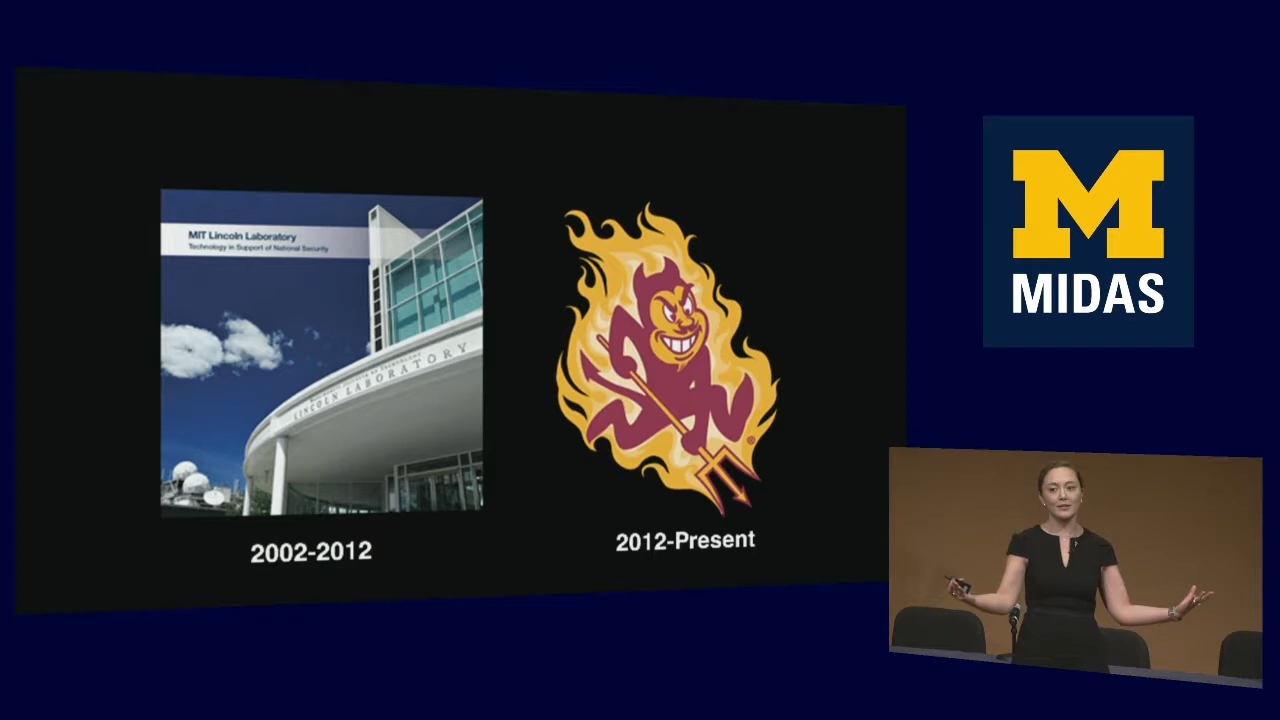 MIT Lincoln Laboratory
Technology in Support of National Security
LINCOLN LABORATORY
2002-2012
2012-Present
M
MIDAS